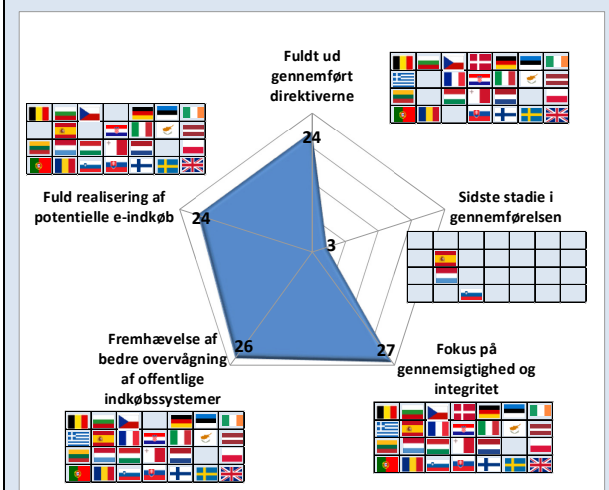 Fuldt ud
gennemført
direktiverne
24
Fuld realisering af
potentielle e-indkøb
24
Sidste stadie i
gennemførelsen
3
Fremhævelse af
bedre overvågning
af offentlige
indkøbssystemer
26
27
Fokus på
gennemsigtighed og
integritet